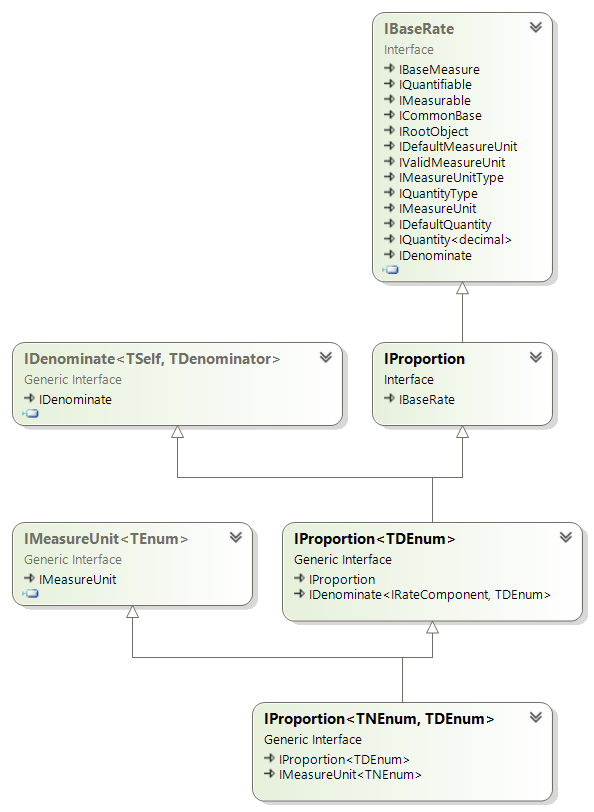 IBaseRate
Interface
IBaseMeasure
IQuantifiable
IMeasurable
ICommonBase
IRootObject
IDefaultMeasureUnit
IValidMeasureUnit
IMeasureUnitType
IQuantityType
IMeasureUnit
IDefaultQuantity
IQuantity<decimal>
IDenominate
IDenominate<TSelf, TDenominator>
Generic Interface
IDenominate
IProportion
Interface
IBaseRate
IMeasureUnit<TEnum>
Generic Interface
IMeasureUnit
IProportion<TDEnum>
Generic Interface
IProportion
IDenominate<IRateComponent, TDEnum>
IProportion<TNEnum, TDEnum>
Generic Interface
IProportion<TDEnum>
IMeasureUnit<TNEnum>